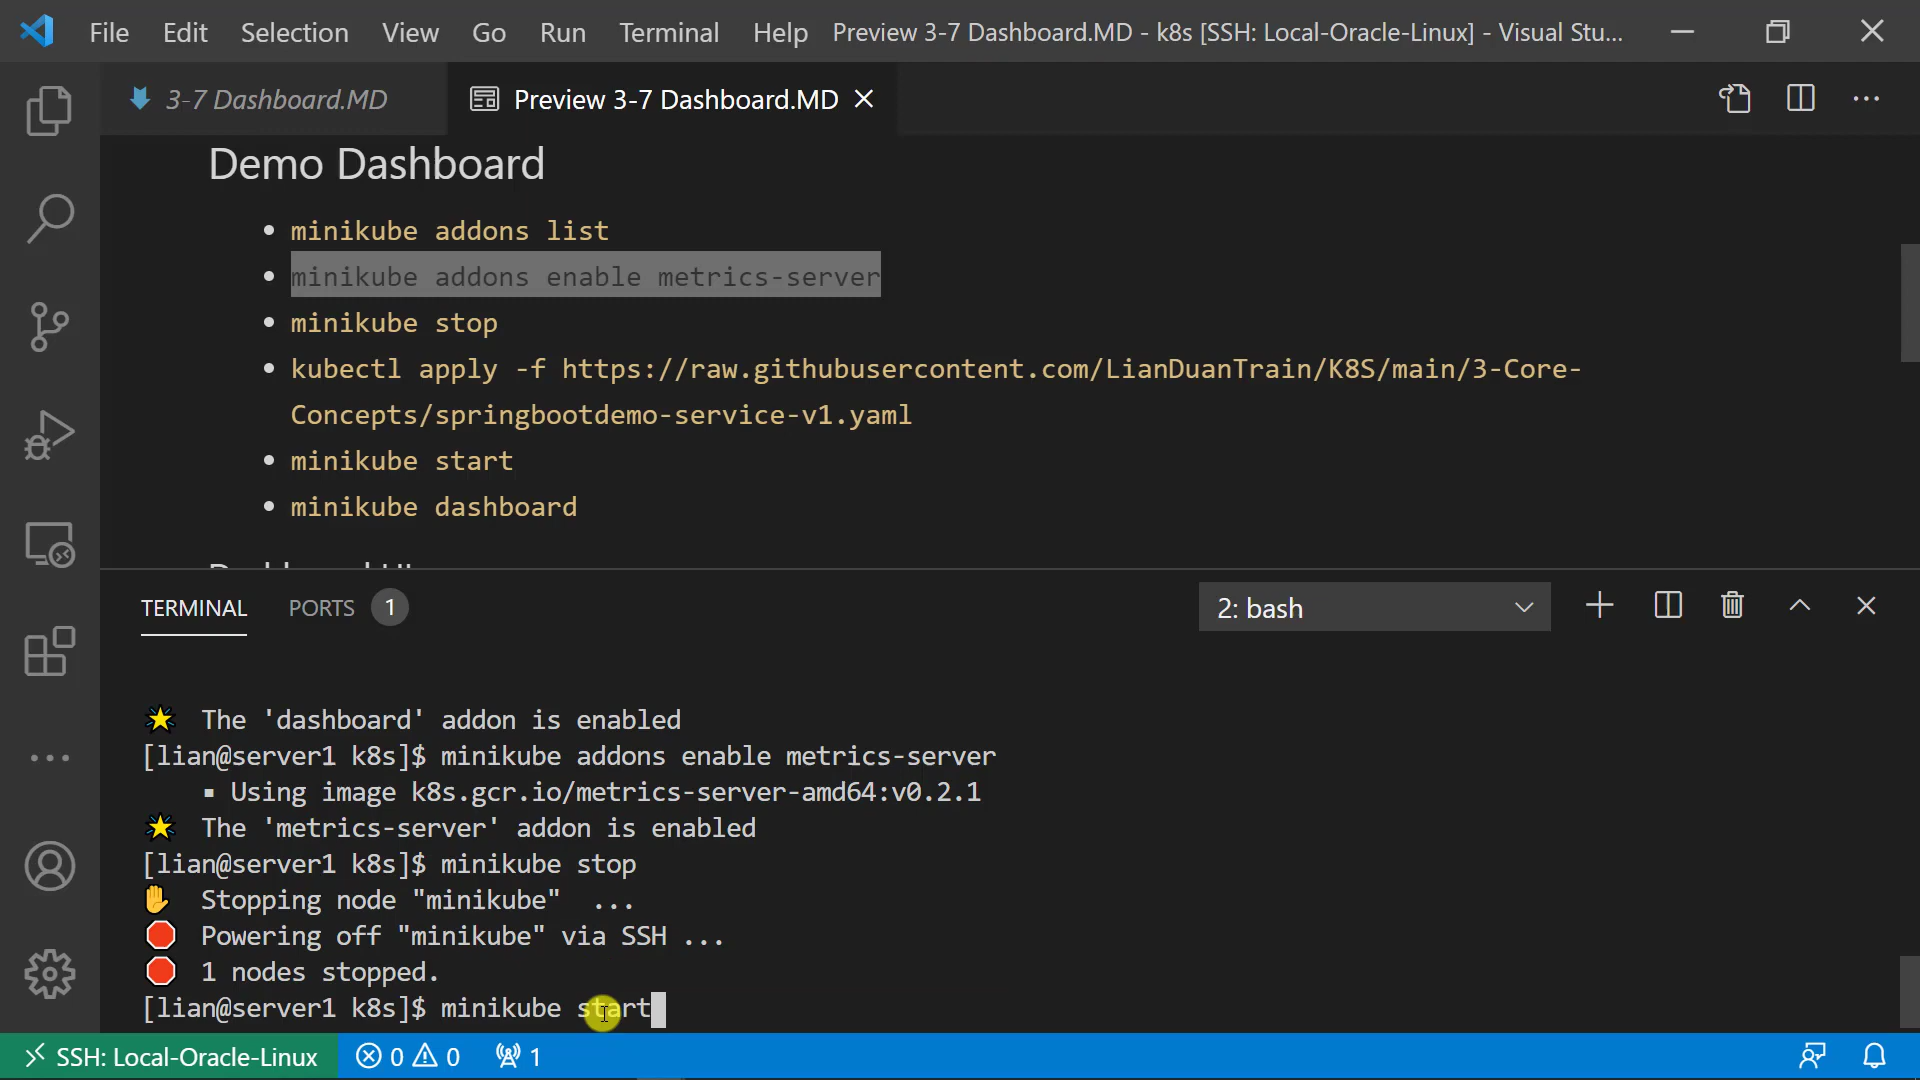 File Edit Selection View Go Run Terminal Help Preview 3-7 Dashboard.MD - k8s [SSH: Local-Oracle-Linux] - Visual Stu...
3-7 Dashboard.MD Preview 3-7 Dashboard.MD
Demo Dashboard
minikube addons list
minikube addons enable metrics-server
minikube stop
kubectl apply -f https://raw.githubusercontent.com/LianDuanTrain/K8S/main/3-Core-
Concepts/springbootdemo-service-v1.yaml
minikube start
minikube dashboard
TERMINAL PORTS 1 2: bash
The 'dashboard' addon is enabled
[lian@server1 k8s]$ minikube addons enable metrics-server
▪ Using image k8s.gcr.io/metrics-server-amd64:v0.2.1
The 'metrics-server' addon is enabled
[lian@server1 k8s]$ minikube stop
Stopping node "minikube" ...
Powering off "minikube" via SSH ...
1 nodes stopped.
[lian@server1 k8s]$ minikube start
SSH: Local-Oracle-Linux 0 0 1